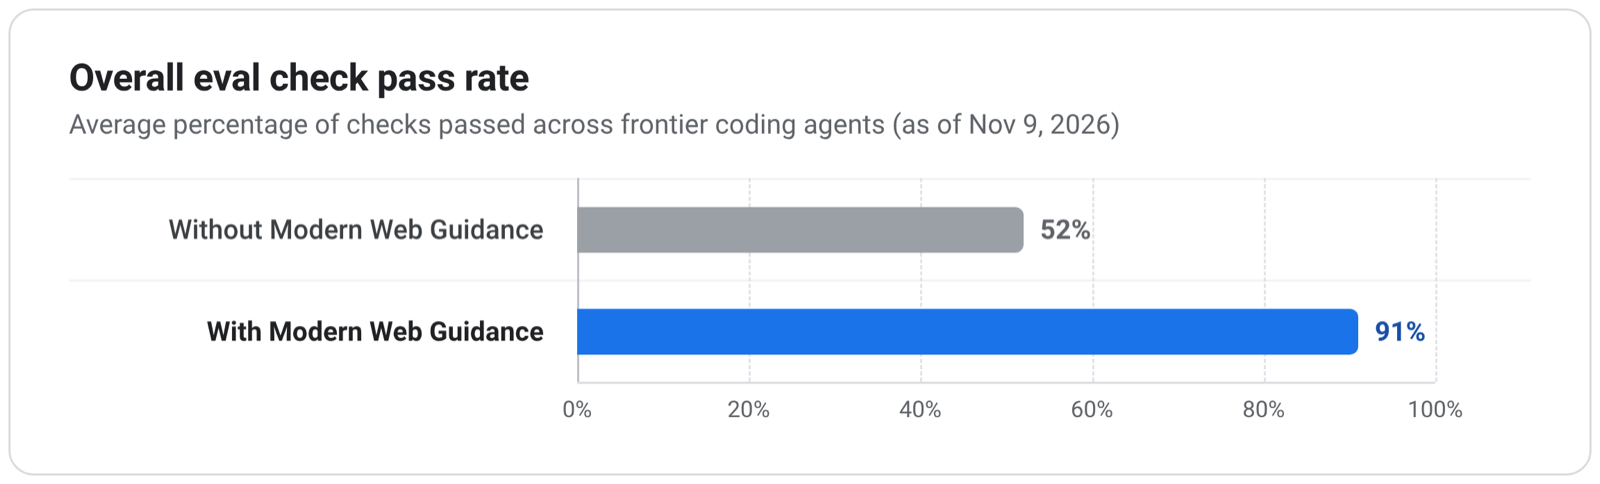 Overall eval check pass rate
Average percentage of checks passed across frontier coding agents (as of Nov 9, 2026)
Without Modern Web Guidance 52%
With Modern Web Guidance 91%
0% 20% 40% 60% 80% 100%